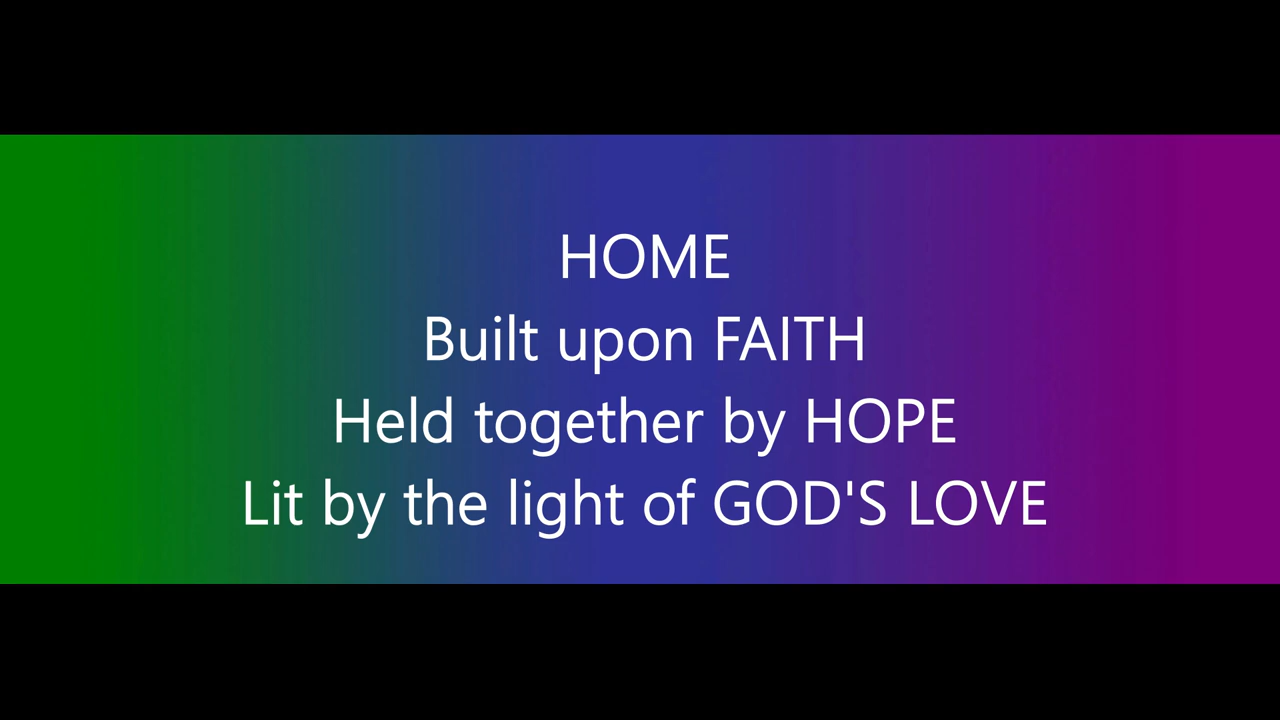 HOME
Built upon FAITH
Held together by HOPE
Lit by the light of GOD'S LOVE